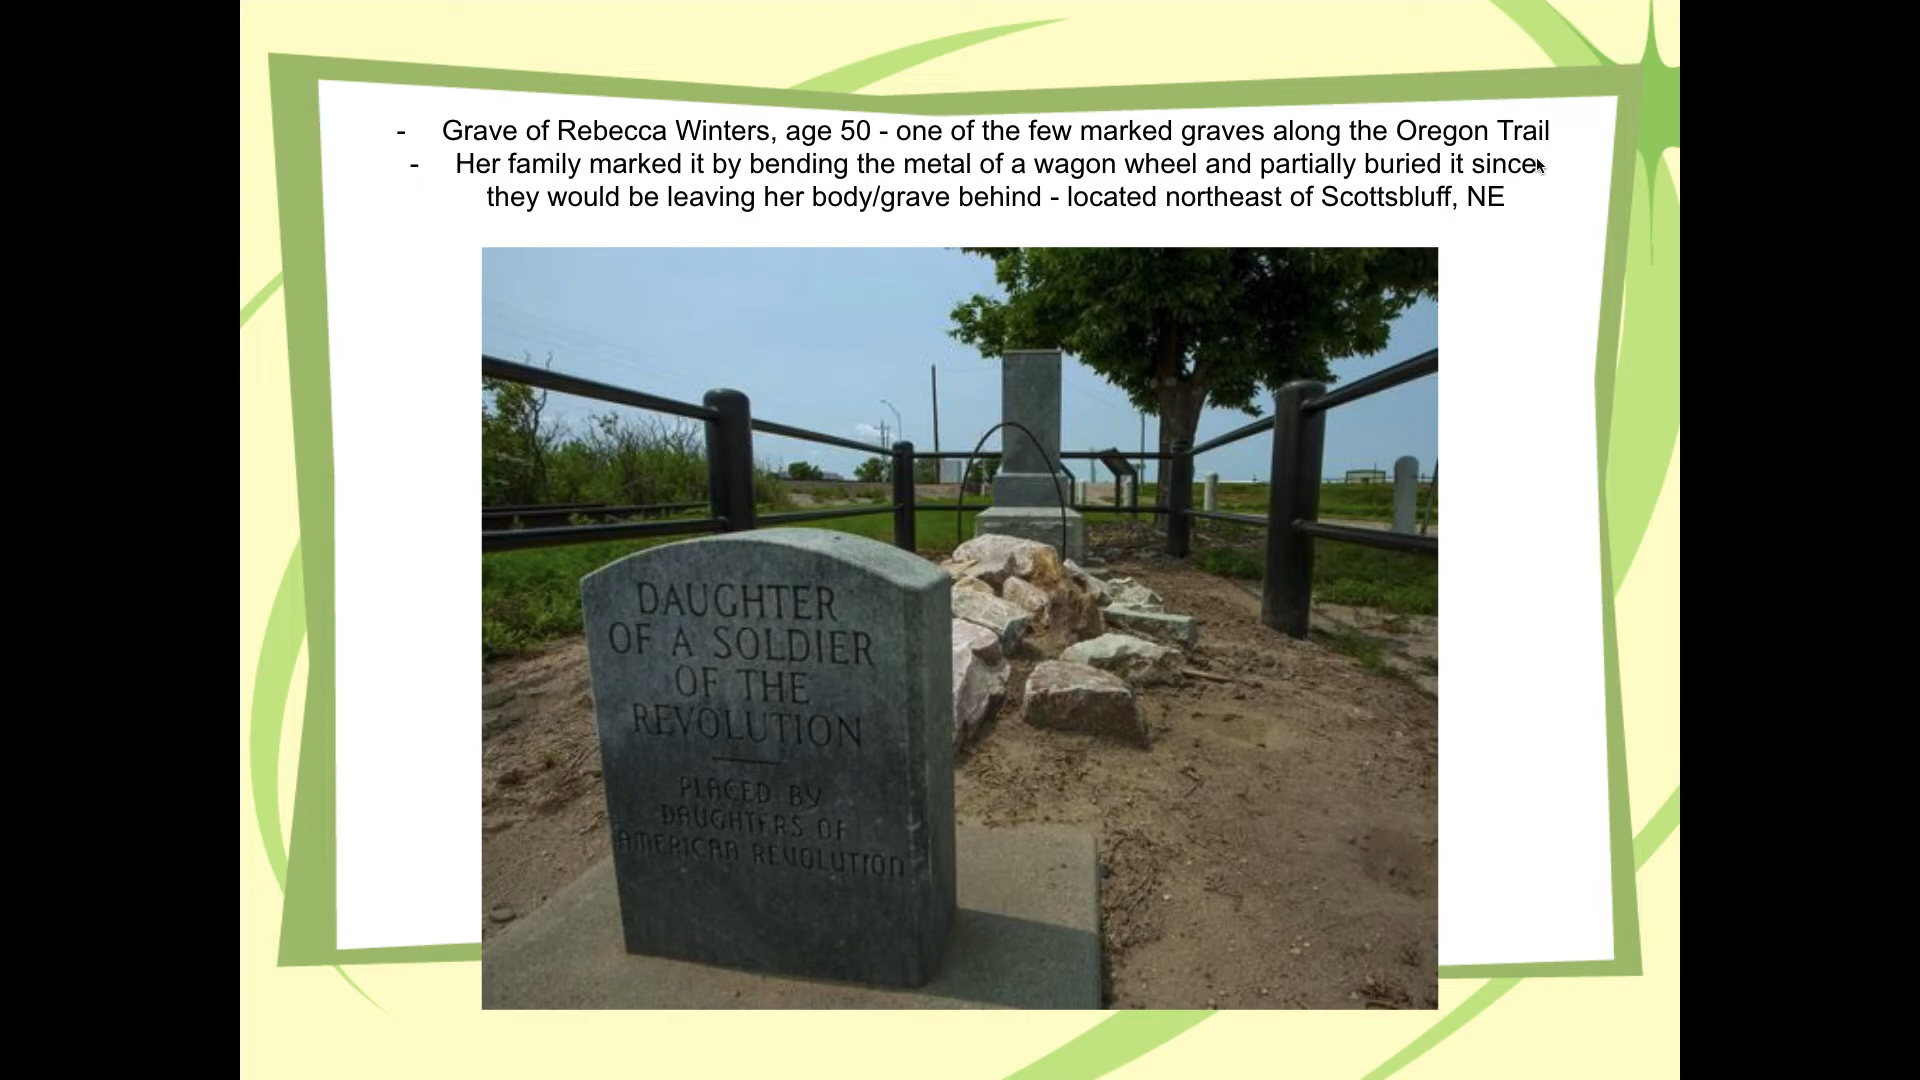 - Grave of Rebecca Winters, age 50 - one of the few marked graves along the Oregon Trail
- Her family marked it by bending the metal of a wagon wheel and partially buried it since
they would be leaving her body/grave behind - located northeast of Scottsbluff, NE
DAUGHTER
OF A SOLDIER
OF THE
REVOLUTION
PLACED BY
DAUGHTERS OF
AMERICAN REVOLUTION